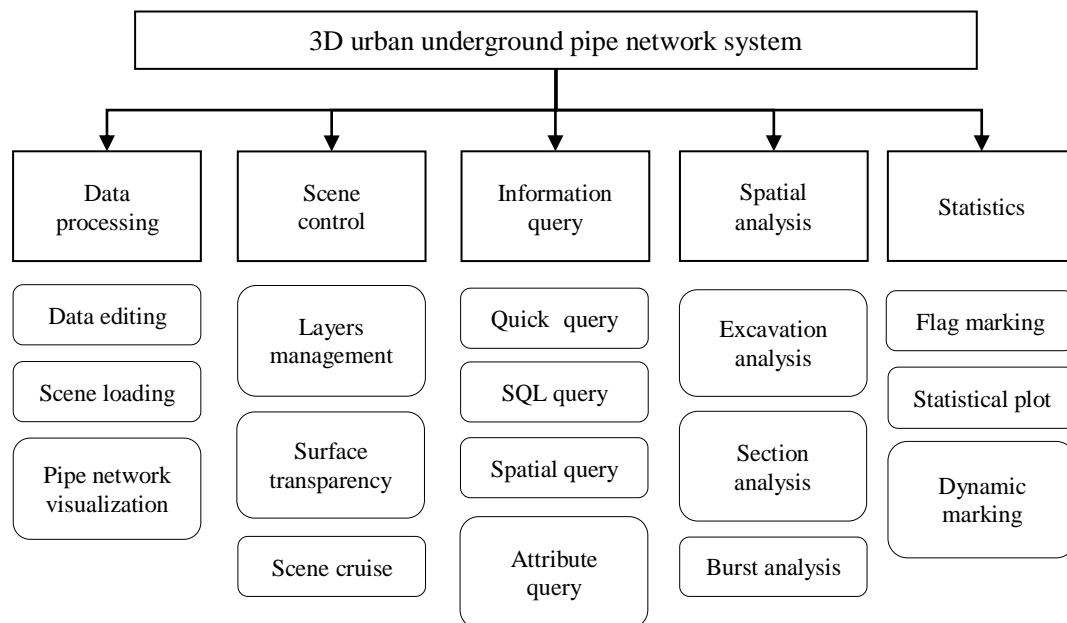 3D urban underground pipe network system
Data
processing
Scene
control
Information
query
Spatial
analysis
Statistics
Data editing
Scene loading
Pipe network
visualization
Layers
management
Surface
transparency
Scene cruise
Quick query
SQL query
Spatial query
Attribute
query
Excavation
analysis
Section
analysis
Burst analysis
Flag marking
Statistical plot
Dynamic
marking